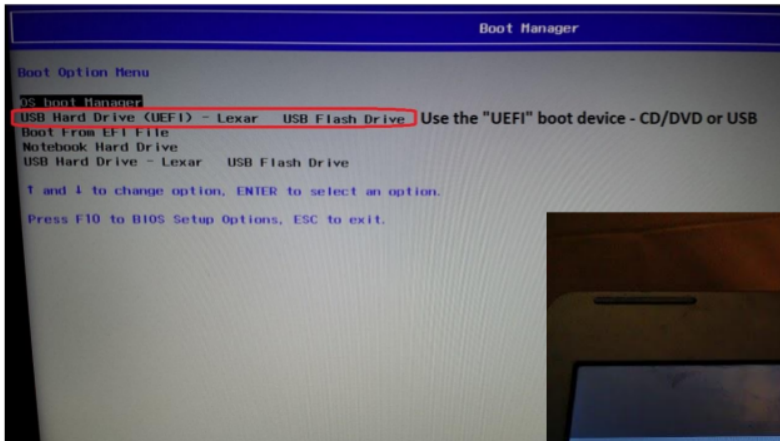 Boot Manager
Boot Option Menu
OS boot Manager
USB Hard Drive (UEFI) - Lexar USB Flash Drive Use the "UEFI" boot device - CD/DVD or USB
Boot From EFI File
Notebook Hard Drive
USB Hard Drive - Lexar USB Flash Drive
↑ and ↓ to change option, ENTER to select an option.
Press F10 to BIOS Setup Options, ESC to exit.